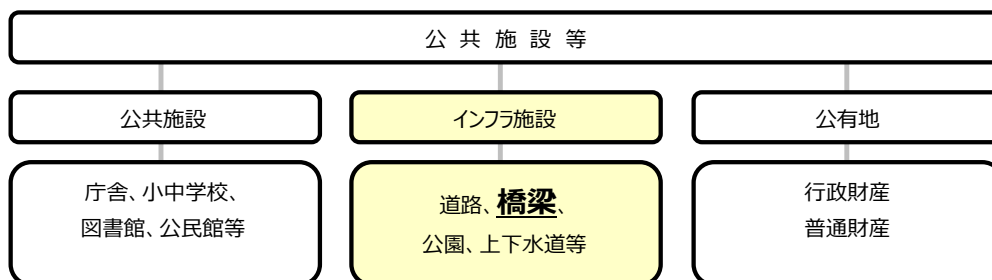 公共施設等
公共施設
インフラ施設
公有地
庁舎、小中学校、
図書館、公民館等
道路、橋梁、
公園、上下水道等
行政財産
普通財産